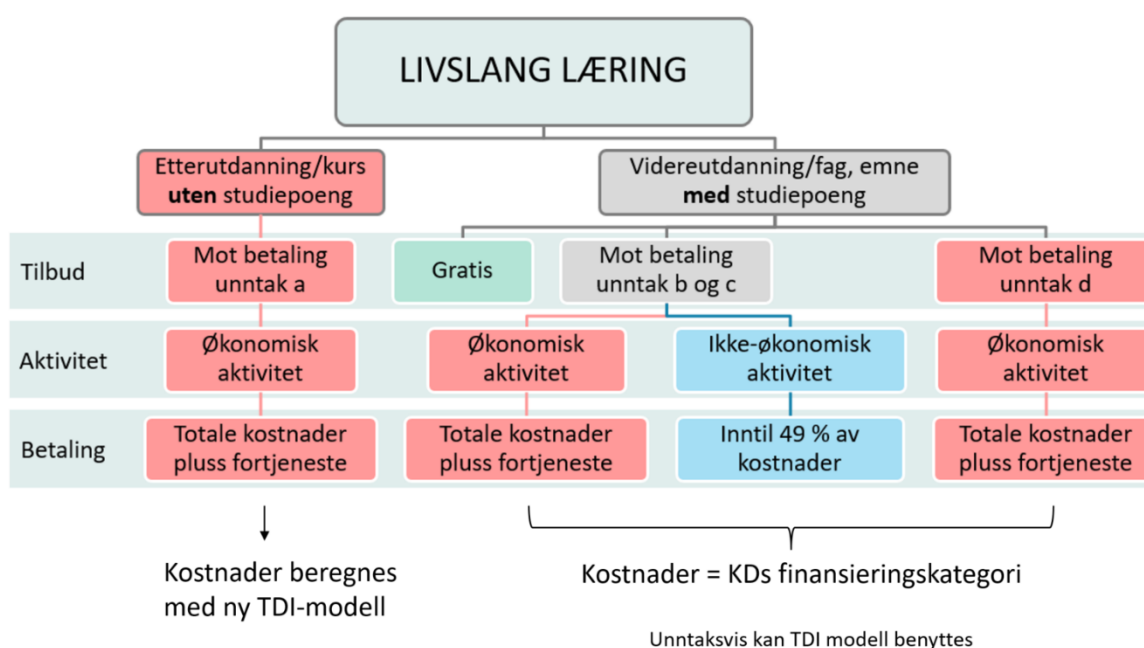 LIVSLANG LÆRING
Etterutdanning/kurs
uten studiepoeng
Videreutdanning/fag, emne
med studiepoeng
Tilbud
Mot betaling
unntak a
Gratis
Mot betaling
unntak b og c
Mot betaling
unntak d
Aktivitet
Økonomisk
aktivitet
Økonomisk
aktivitet
Ikke-økonomisk
aktivitet
Økonomisk
aktivitet
Betaling
Totale kostnader
pluss fortjeneste
Totale kostnader
pluss fortjeneste
Inntil 49 % av
kostnader
Totale kostnader
pluss fortjeneste
Kostnader beregnes
med ny TDI-modell
Kostnader = KDs finansieringskategori
Unntaksvis kan TDI modell benyttes